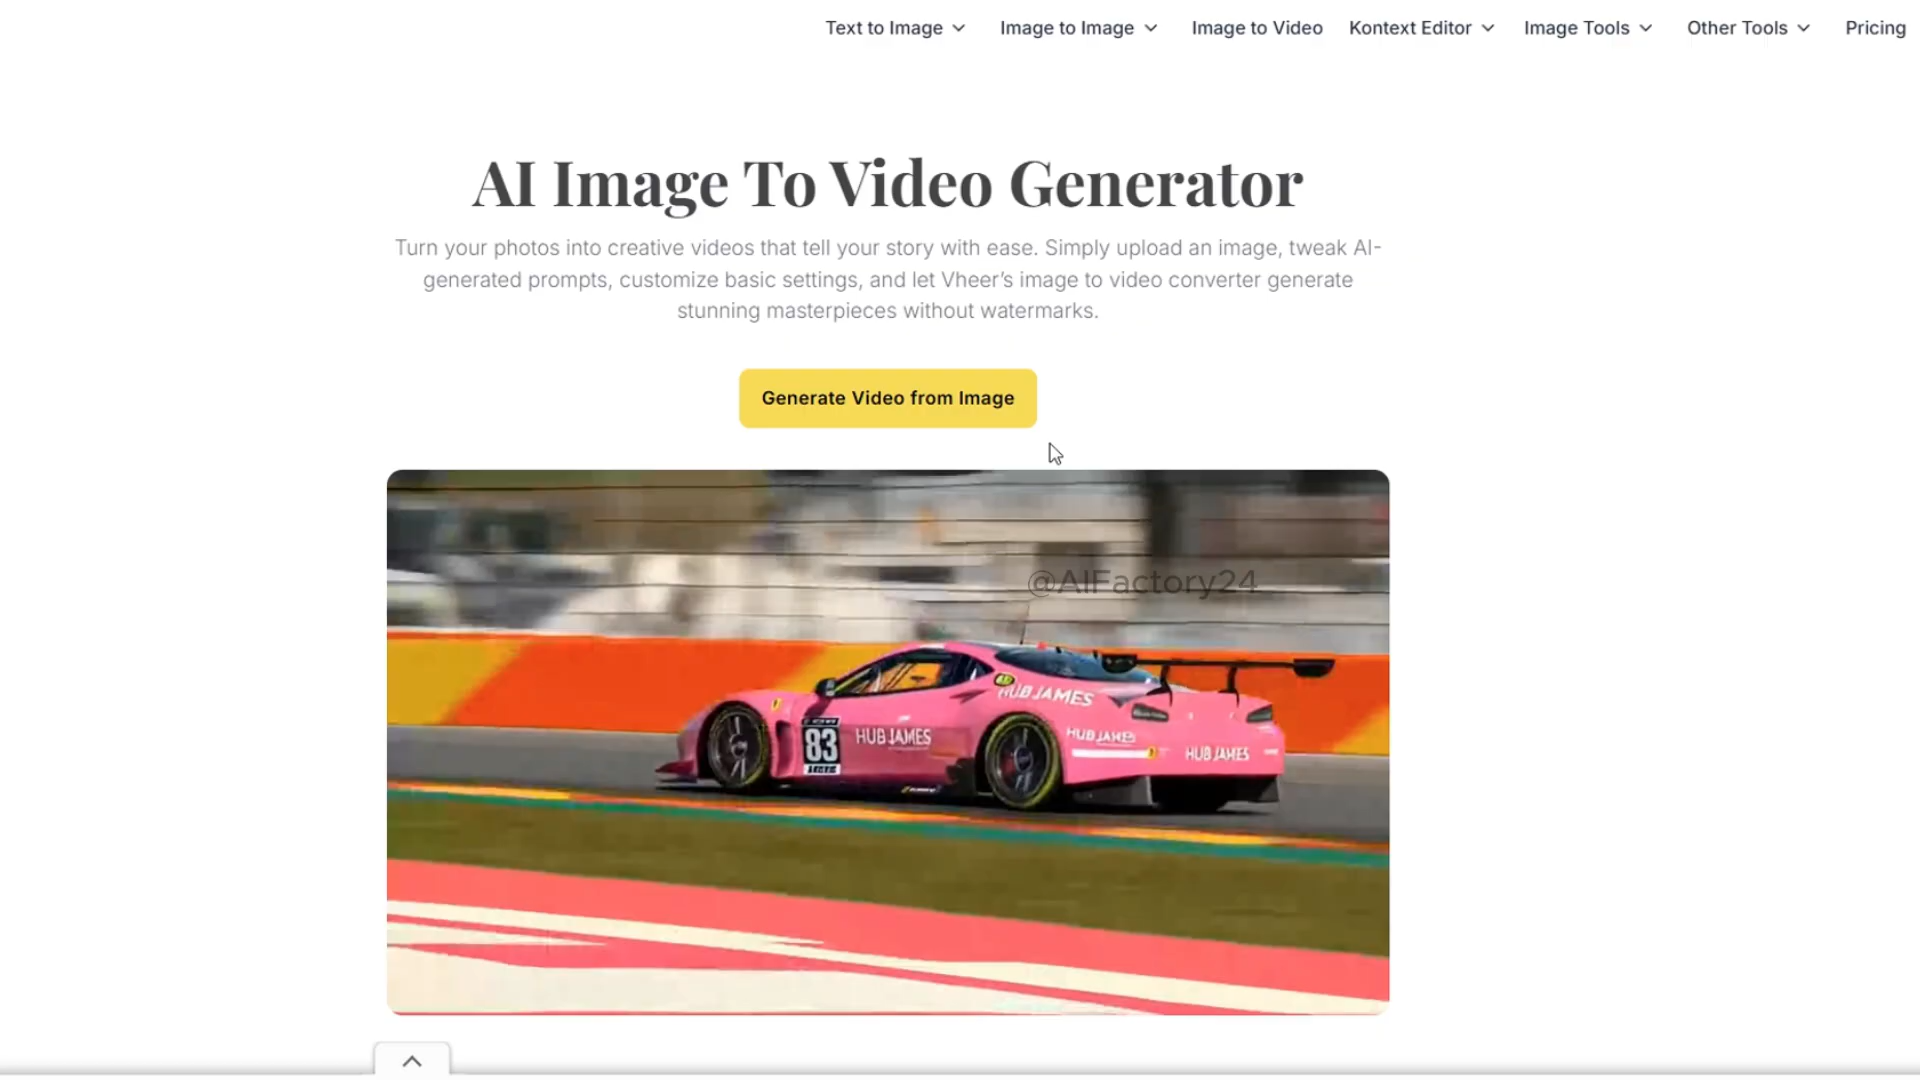 Text to Image
Image to Image
Image to Video
Kontext Editor
Image Tools
Other Tools
Pricing
AI Image To Video Generator
Turn your photos into creative videos that tell your story with ease. Simply upload an image, tweak AI-
generated prompts, customize basic settings, and let Vheer’s image to video converter generate
stunning masterpieces without watermarks.
Generate Video from Image
@AIFactory24
HUB JAMES
83
HUB JAMES
HUB JAMES
HUB JAMES